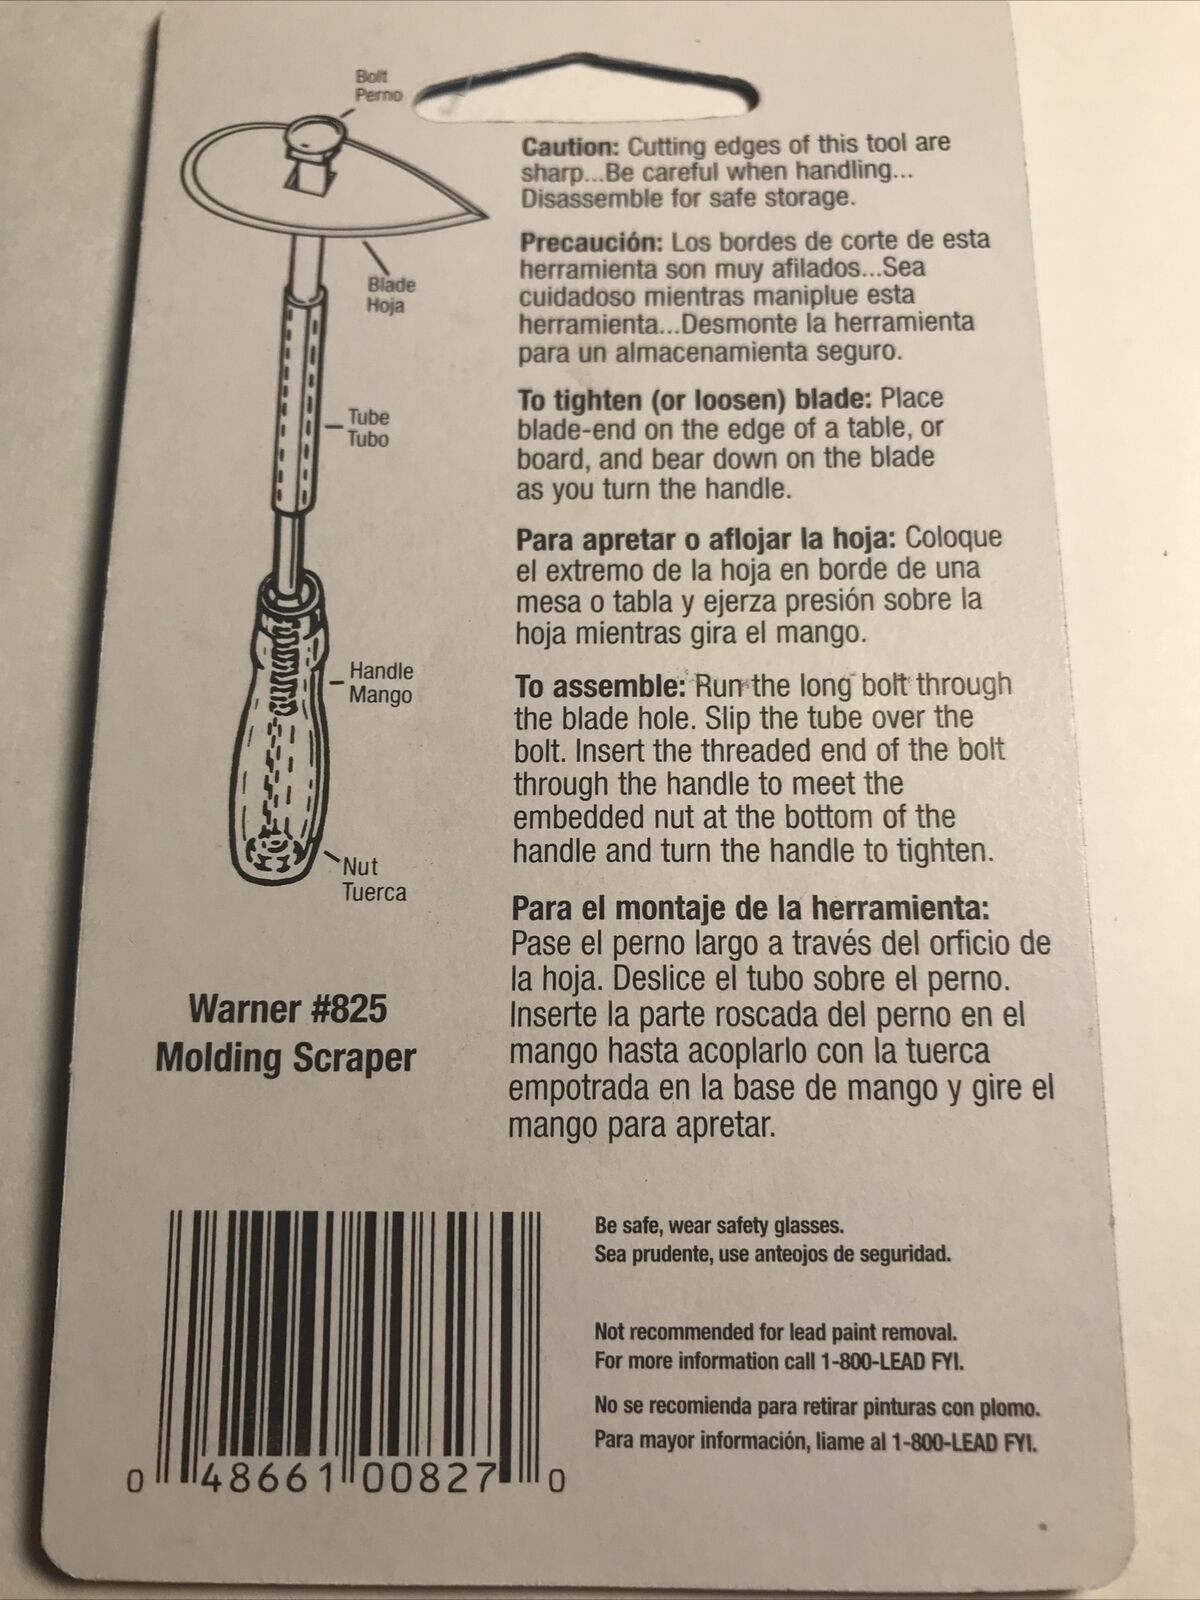 Bolt
Perno
Blade
Hoja
Tube
Tubo
Handle
Mango
Nut
Tuerca
Warner #825
Molding Scraper
Caution: Cutting edges of this tool are
sharp...Be careful when handling...
Disassemble for safe storage.
Precaución: Los bordes de corte de esta
herramienta son muy afilados...Sea
cuidadoso mientras maniplue esta
herramienta...Desmonte la herramienta
para un almacenamienta seguro.
To tighten (or loosen) blade: Place
blade-end on the edge of a table, or
board, and bear down on the blade
as you turn the handle.
Para apretar o aflojar la hoja: Coloque
el extremo de la hoja en borde de una
mesa o tabla y ejerza presión sobre la
hoja mientras gira el mango.
To assemble: Run the long bolt through
the blade hole. Slip the tube over the
bolt. Insert the threaded end of the bolt
through the handle to meet the
embedded nut at the bottom of the
handle and turn the handle to tighten.
Para el montaje de la herramienta:
Pase el perno largo a través del orficio de
la hoja. Deslice el tubo sobre el perno.
Inserte la parte roscada del perno en el
mango hasta acoplarlo con la tuerca
empotrada en la base de mango y gire el
mango para apretar.
0 48661 00827 0
Be safe, wear safety glasses.
Sea prudente, use anteojos de seguridad.
Not recommended for lead paint removal.
For more information call 1-800-LEAD FYI.
No se recomienda para retirar pinturas con plomo.
Para mayor información, liame al 1-800-LEAD FYI.